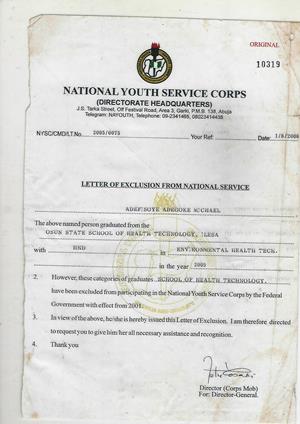 ORIGINAL
10319
NATIONAL YOUTH SERVICE CORPS
(DIRECTORATE HEADQUARTERS)
J.S. Tarka Street, Off Festival Road, Area 3, Garki, P.M.B. 138, Abuja
Telegram: NAYOUTH, Telephone: 09-2341485, 08023414438
NYSC/CMD/LT.No. 2005/0075 Your Ref: Date: 1/8/200
LETTER OF EXCLUSION FROM NATIONAL SERVICE
ADEGOKE MICHAEL
The above named person graduated from the
OSUN STATE SCHOOL OF HEALTH TECHNOLOGY, ILESA
with HND in ENVIRONMENTAL HEALTH TECH.
in the year 2005
2. However, these categories of graduates SCHOOL OF HEALTH TECHNOLOGY.
have been excluded from participating in the National Youth Service Corps by the Federal
Government with effect from 2001.
3. In view of the above, he/she is hereby issued this Letter of Exclusion. I am therefore directed
to request you to give him/her all necessary assistance and recognition.
4. Thank you
Director (Corps Mob)
For: Director-General.